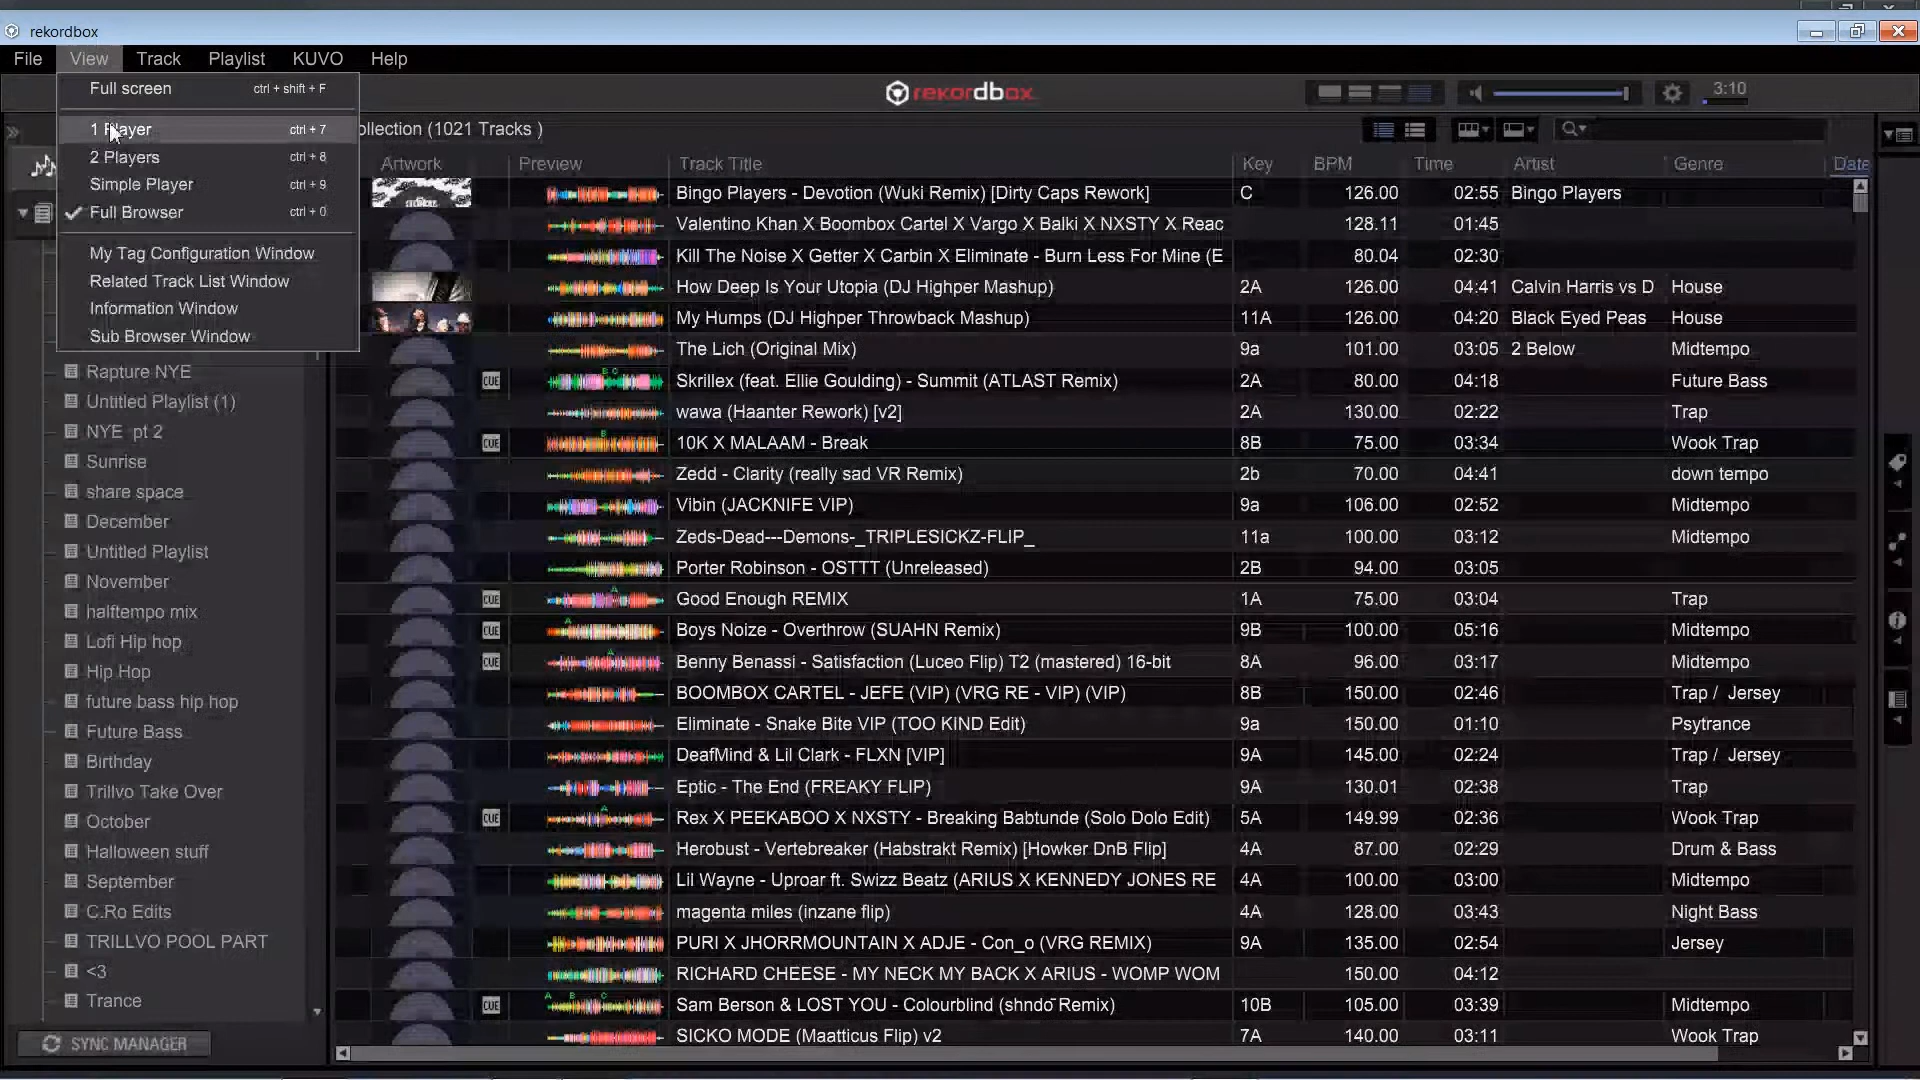 rekordbox
File View Track Playlist KUVO Help
Full screen ctrl + shift + F
1 Player ctrl + 7
2 Players ctrl + 8
Simple Player ctrl + 9
Full Browser ctrl + 0
My Tag Configuration Window
Related Track List Window
Information Window
Sub Browser Window
rekordbox
3:10
ollection (1021 Tracks )
Artwork Preview Track Title Key BPM Time Artist Genre Date
Bingo Players - Devotion (Wuki Remix) [Dirty Caps Rework] C 126.00 02:55 Bingo Players
Valentino Khan X Boombox Cartel X Vargo X Balki X NXSTY X Reac 128.11 01:45
Kill The Noise X Getter X Carbin X Eliminate - Burn Less For Mine (E 80.04 02:30
How Deep Is Your Utopia (DJ Highper Mashup) 2A 126.00 04:41 Calvin Harris vs D House
My Humps (DJ Highper Throwback Mashup) 11A 126.00 04:20 Black Eyed Peas House
The Lich (Original Mix) 9a 101.00 03:05 2 Below Midtempo
CUE Skrillex (feat. Ellie Goulding) - Summit (ATLAST Remix) 2A 80.00 04:18 Future Bass
wawa (Haanter Rework) [v2] 2A 130.00 02:22 Trap
CUE 10K X MALAAM - Break 8B 75.00 03:34 Wook Trap
Zedd - Clarity (really sad VR Remix) 2b 70.00 04:41 down tempo
Vibin (JACKNIFE VIP) 9a 106.00 02:52 Midtempo
Zeds-Dead---Demons-_TRIPLESICKZ-FLIP_ 11a 100.00 03:12 Midtempo
Porter Robinson - OSTTT (Unreleased) 2B 94.00 03:05
CUE Good Enough REMIX 1A 75.00 03:04 Trap
CUE Boys Noize - Overthrow (SUAHN Remix) 9B 100.00 05:16 Midtempo
CUE Benny Benassi - Satisfaction (Luceo Flip) T2 (mastered) 16-bit 8A 96.00 03:17 Midtempo
BOOMBOX CARTEL - JEFE (VIP) (VRG RE - VIP) (VIP) 8B 150.00 02:46 Trap / Jersey
Eliminate - Snake Bite VIP (TOO KIND Edit) 9a 150.00 01:10 Psytrance
DeafMind & Lil Clark - FLXN [VIP] 9A 145.00 02:24 Trap / Jersey
Eptic - The End (FREAKY FLIP) 9A 130.01 02:38 Trap
CUE Rex X PEEKABOO X NXSTY - Breaking Babtunde (Solo Dolo Edit) 5A 149.99 02:36 Wook Trap
Herobust - Vertebreaker (Habstrakt Remix) [Howker DnB Flip] 4A 87.00 02:29 Drum & Bass
Lil Wayne - Uproar ft. Swizz Beatz (ARIUS X KENNEDY JONES RE 4A 100.00 03:00 Midtempo
magenta miles (inzane flip) 4A 128.00 03:43 Night Bass
PURI X JHORRMOUNTAIN X ADJE - Con_o (VRG REMIX) 9A 135.00 02:54 Jersey
RICHARD CHEESE - MY NECK MY BACK X ARIUS - WOMP WOM 150.00 04:12
CUE Sam Berson & LOST YOU - Colourblind (shndo Remix) 10B 105.00 03:39 Midtempo
SICKO MODE (Maatticus Flip) v2 7A 140.00 03:11 Wook Trap
Rapture NYE
Untitled Playlist (1)
NYE pt 2
Sunrise
share space
December
Untitled Playlist
November
halftempo mix
Lofi Hip hop
Hip Hop
future bass hip hop
Future Bass
Birthday
Trillvo Take Over
October
Halloween stuff
September
C.Ro Edits
TRILLVO POOL PART
<3
Trance
SYNC MANAGER